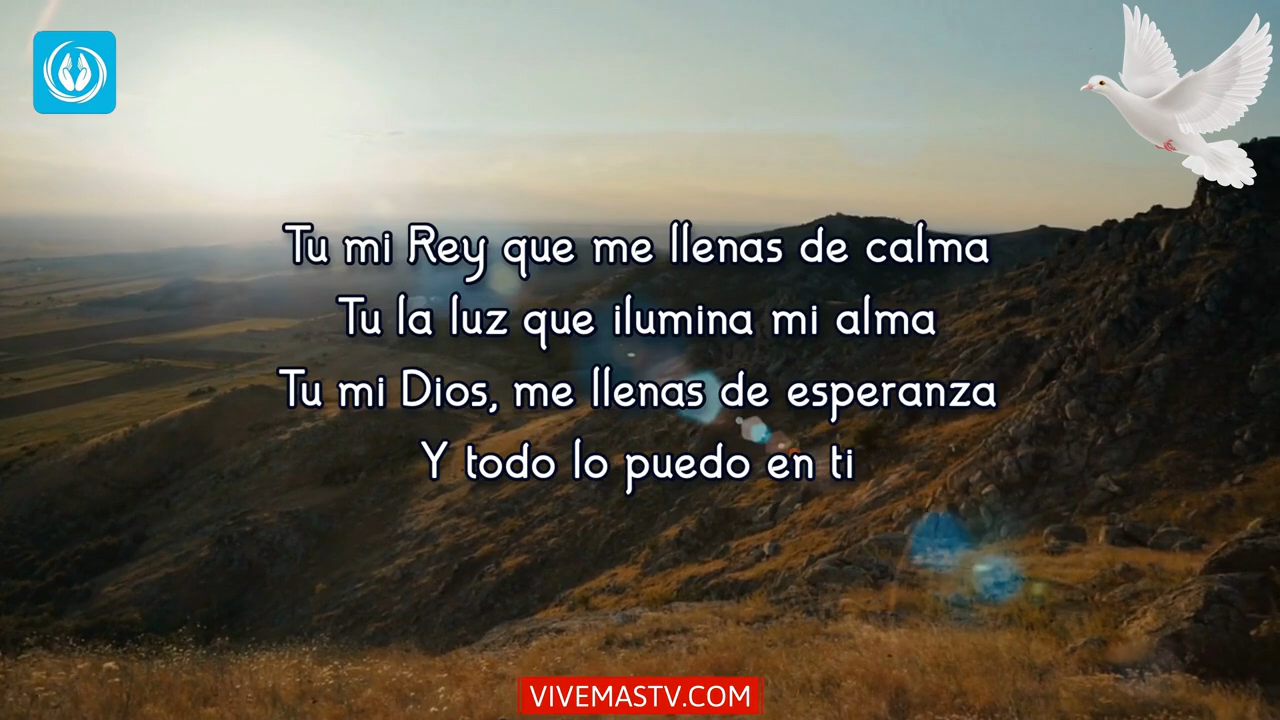 Tu mi Rey que me llenas de calma
Tu la luz que ilumina mi alma
Tu mi Dios, me llenas de esperanza
Y todo lo puedo en ti
VIVEMASTV.COM